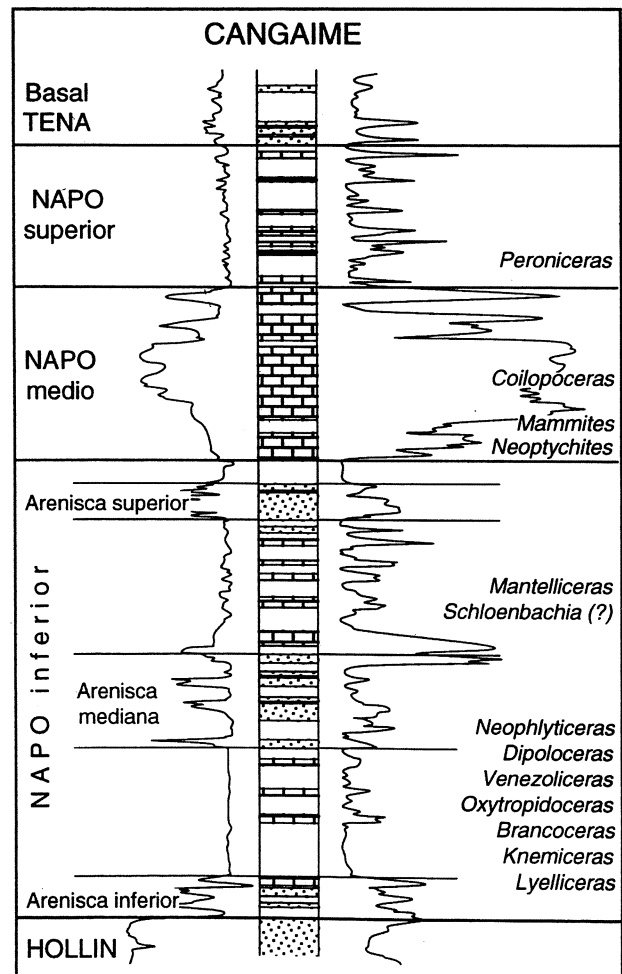 CANGAIME
Basal
TENA
NAPO
superior
Peroniceras
NAPO
medio
Coilopoceras
Mammites
Neoptychites
Arenisca superior
NAPO inferior
Mantelliceras
Schloenbachia (?)
Arenisca
mediana
Neophlyticeras
Dipoloceras
Venezoliceras
Oxytropidoceras
Brancoceras
Knemiceras
Lyelliceras
Arenisca inferior
HOLLIN